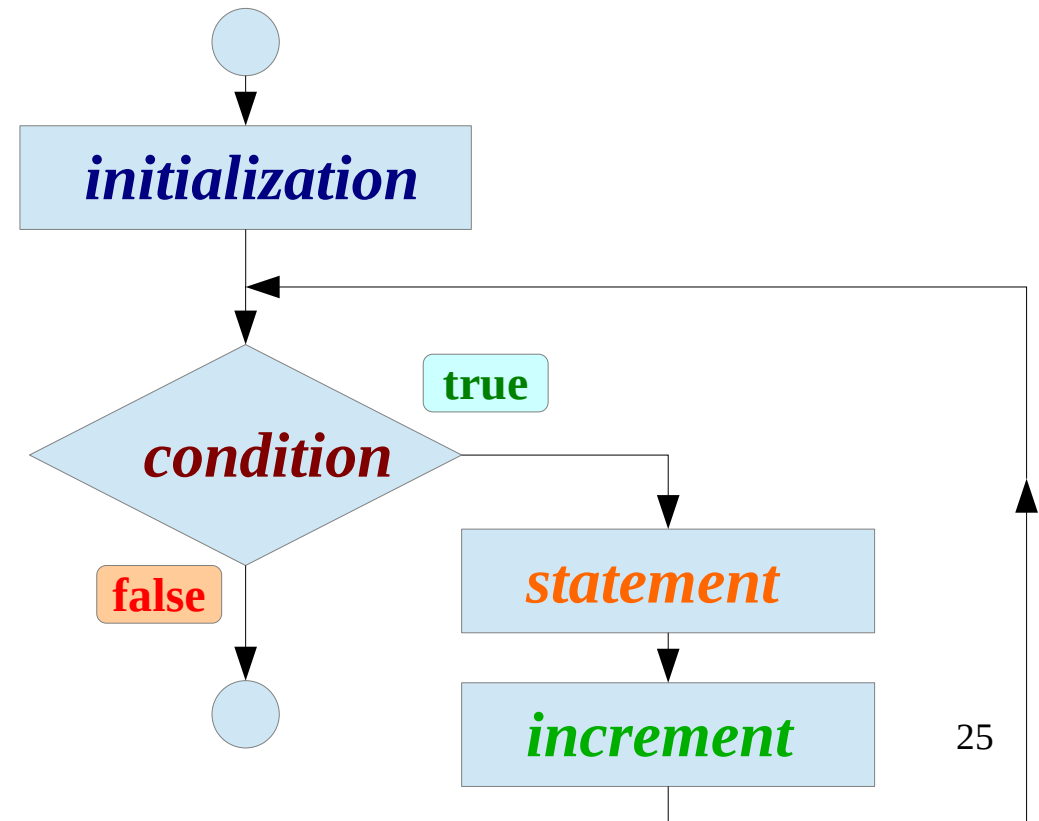 initialization
true
condition
statement
false
increment
25